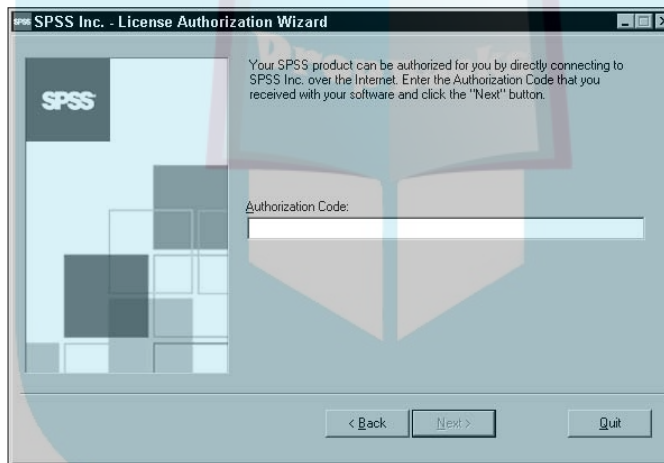 SPSS SPSS Inc. - License Authorization Wizard
Your SPSS product can be authorized for you by directly connecting to
SPSS Inc. over the Internet. Enter the Authorization Code that you
received with your software and click the "Next" button.
SPSS
Authorization Code:
< Back
Next >
Quit